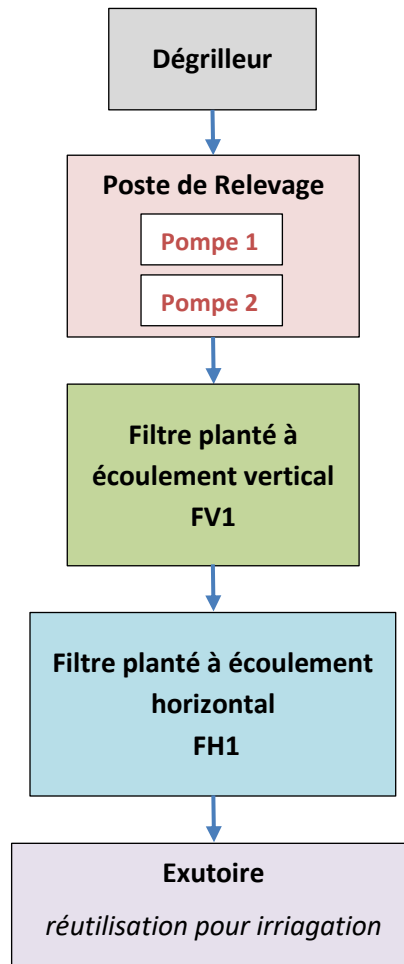 Dégrilleur
Poste de Relevage
Pompe 1
Pompe 2
Filtre planté à
écoulement vertical
FV1
Filtre planté à écoulement
horizontal
FH1
Exutoire
réutilisation pour irriagation